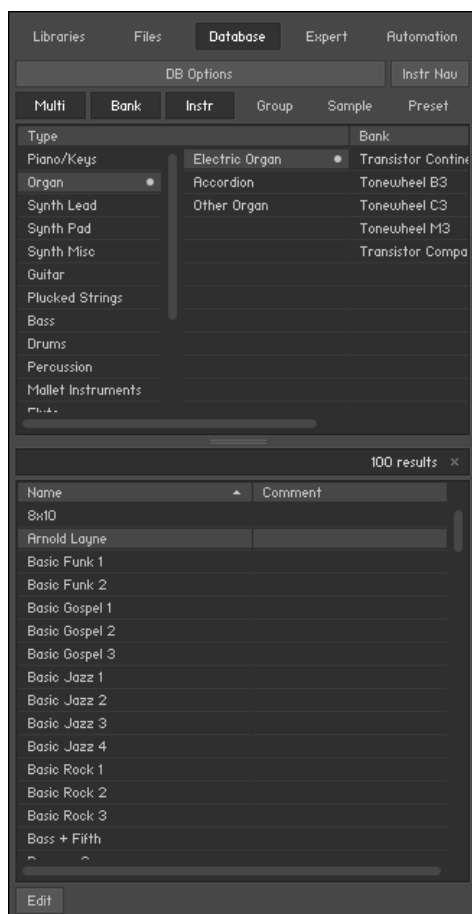 Libraries Files Database Expert Automation
DB Options Instr Nav
Multi Bank Instr Group Sample Preset
Type Bank
Piano/Keys Electric Organ Transistor Contine
Organ Accordion Tonewheel B3
Synth Lead Other Organ Tonewheel C3
Synth Pad Tonewheel M3
Synth Misc Transistor Compa
Guitar
Plucked Strings
Bass
Drums
Percussion
Mallet Instruments
100 results ×
Name Comment
8x10
Arnold Layne
Basic Funk 1
Basic Funk 2
Basic Gospel 1
Basic Gospel 2
Basic Gospel 3
Basic Jazz 1
Basic Jazz 2
Basic Jazz 3
Basic Jazz 4
Basic Rock 1
Basic Rock 2
Basic Rock 3
Bass + Fifth
Edit